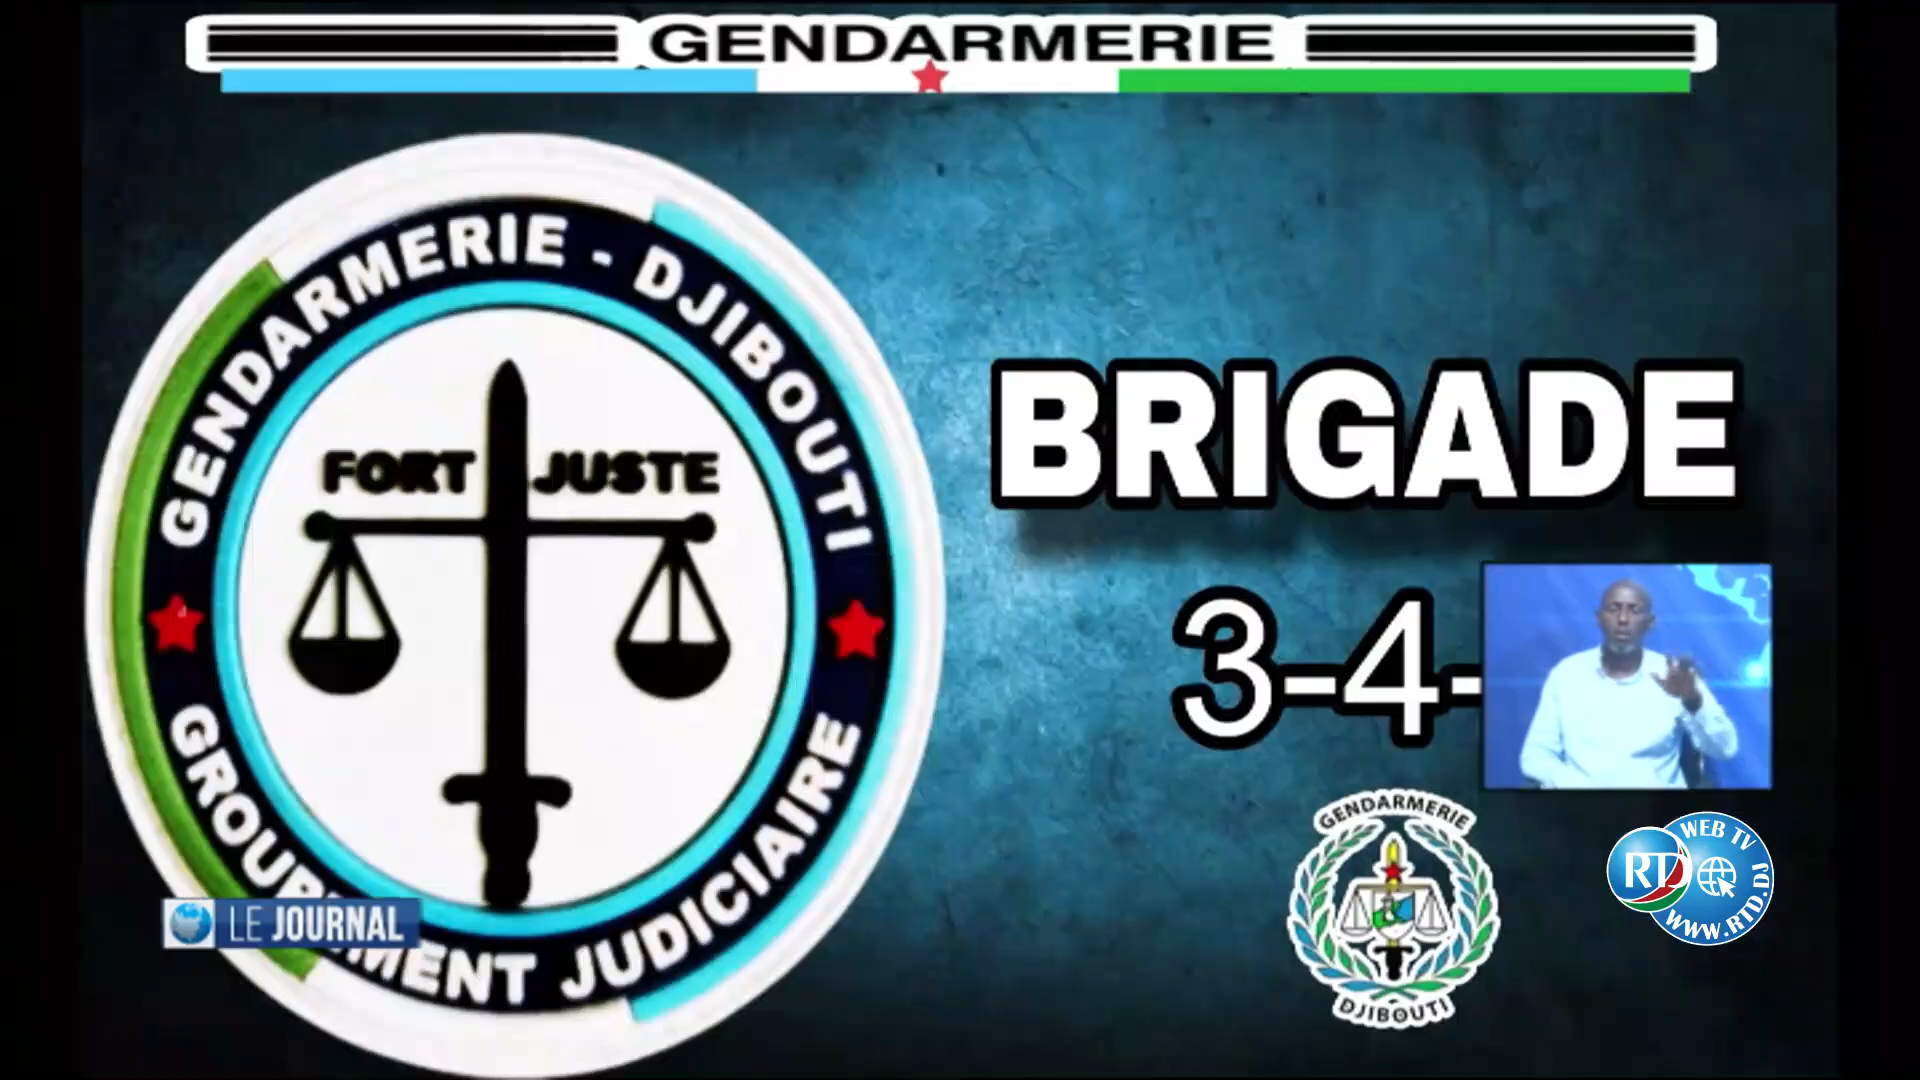 GENDARMERIE
GENDARMERIE - DJIBOUTI
FORT JUSTE
JUDICIAIRE
BRIGADE
3-4-
LE JOURNAL
GENDARMERIE
DJIBOUTI
WEB TV
RTD
WWW.RTD.DJ